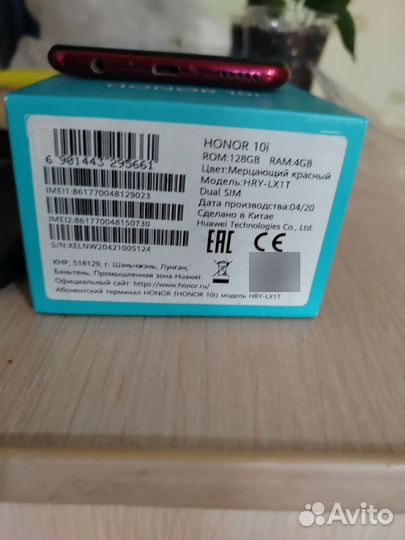 HONOR 10i
HONOR 10i
ROM:128GB RAM:4GB
Цвет:Мерцающий красный
Модель:HRY-LX1T
Dual SIM
Дата производства:04/20
Сделано в Китае
Huawei Technologies Co., Ltd.
6 901443 295661
IMEI1:861770048129023
IMEI2:861770048150730
S/N:XELNW20421005124
EAC CE
КНР, 518129, г. Шэньчжэнь, Лунган,
Баньтянь, Промышленная зона Huawei
Официальный сайт: https://www.honor.ru/
Абонентский терминал HONOR (HONOR 10i) модель HRY-LX1T
Avito